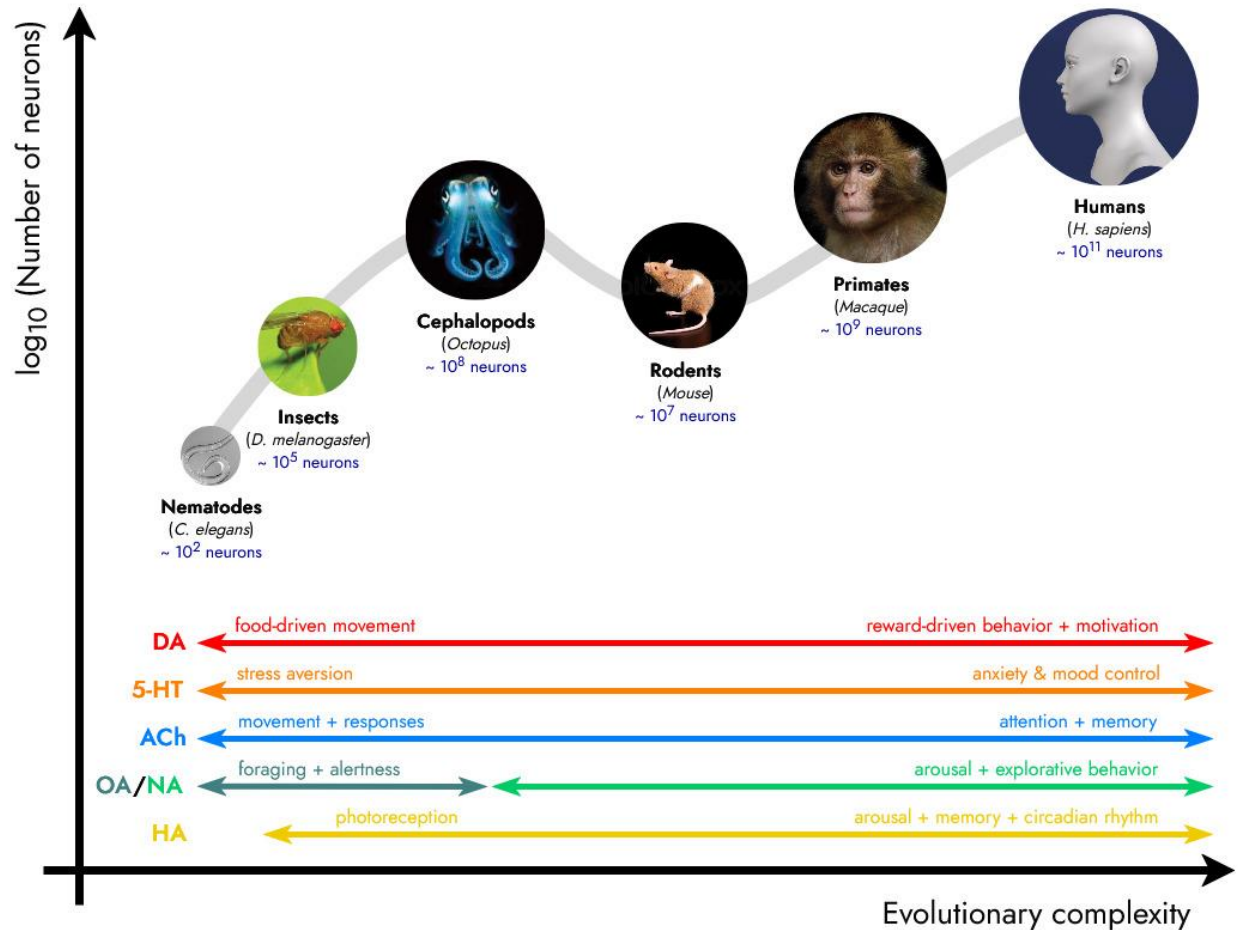 log10 (Number of neurons)
Humans
(H. sapiens)
~ 10^11 neurons
Primates
(Macaque)
~ 10^9 neurons
Cephalopods
(Octopus)
~ 10^8 neurons
Rodents
(Mouse)
~ 10^7 neurons
Insects
(D. melanogaster)
~ 10^5 neurons
Nematodes
(C. elegans)
~ 10^2 neurons
DA food-driven movement reward-driven behavior + motivation
5-HT stress aversion anxiety & mood control
ACh movement + responses attention + memory
OA/NA foraging + alertness arousal + explorative behavior
HA photoreception arousal + memory + circadian rhythm
Evolutionary complexity